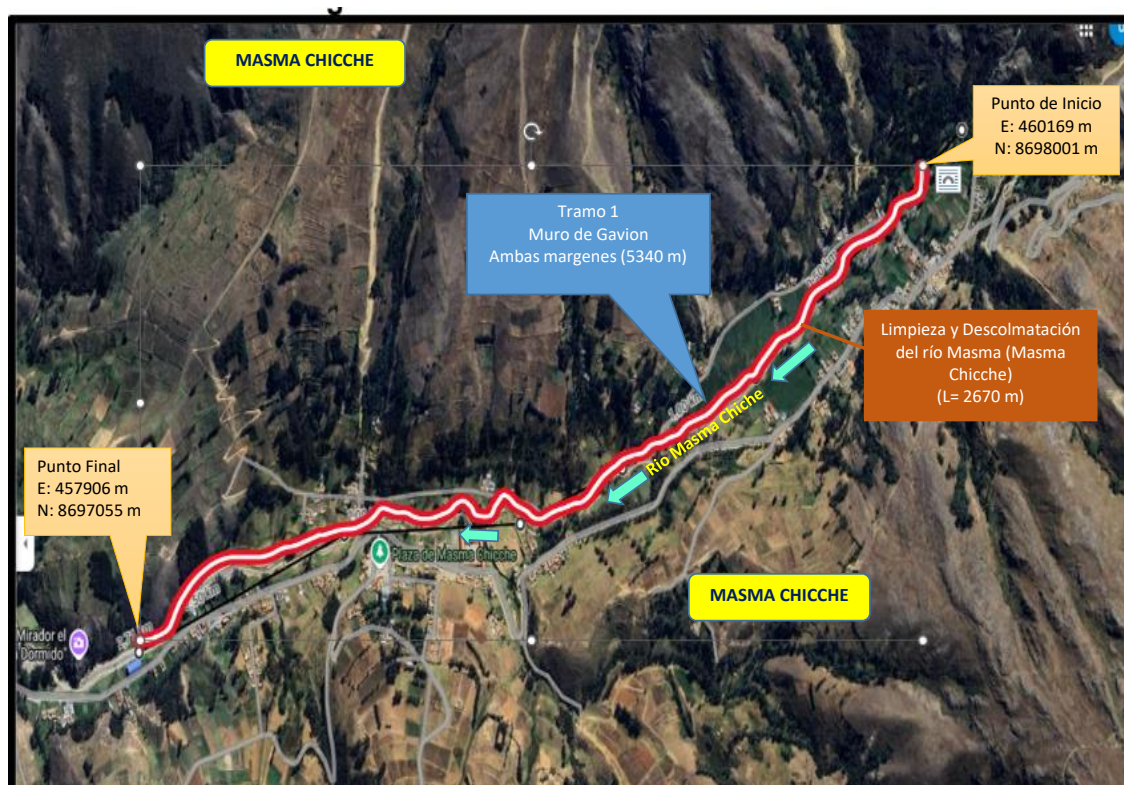 MASMA CHICCHE
Punto de Inicio
E: 460169 m
N: 8698001 m
Tramo 1
Muro de Gavion
Ambas margenes (5340 m)
Limpieza y Descolmatación
del río Masma (Masma
Chicche)
(L= 2670 m)
Río Masma Chiche
Punto Final
E: 457906 m
N: 8697055 m
Plaza de Masma Chicche
MASMA CHICCHE
Mirador el
Dormido